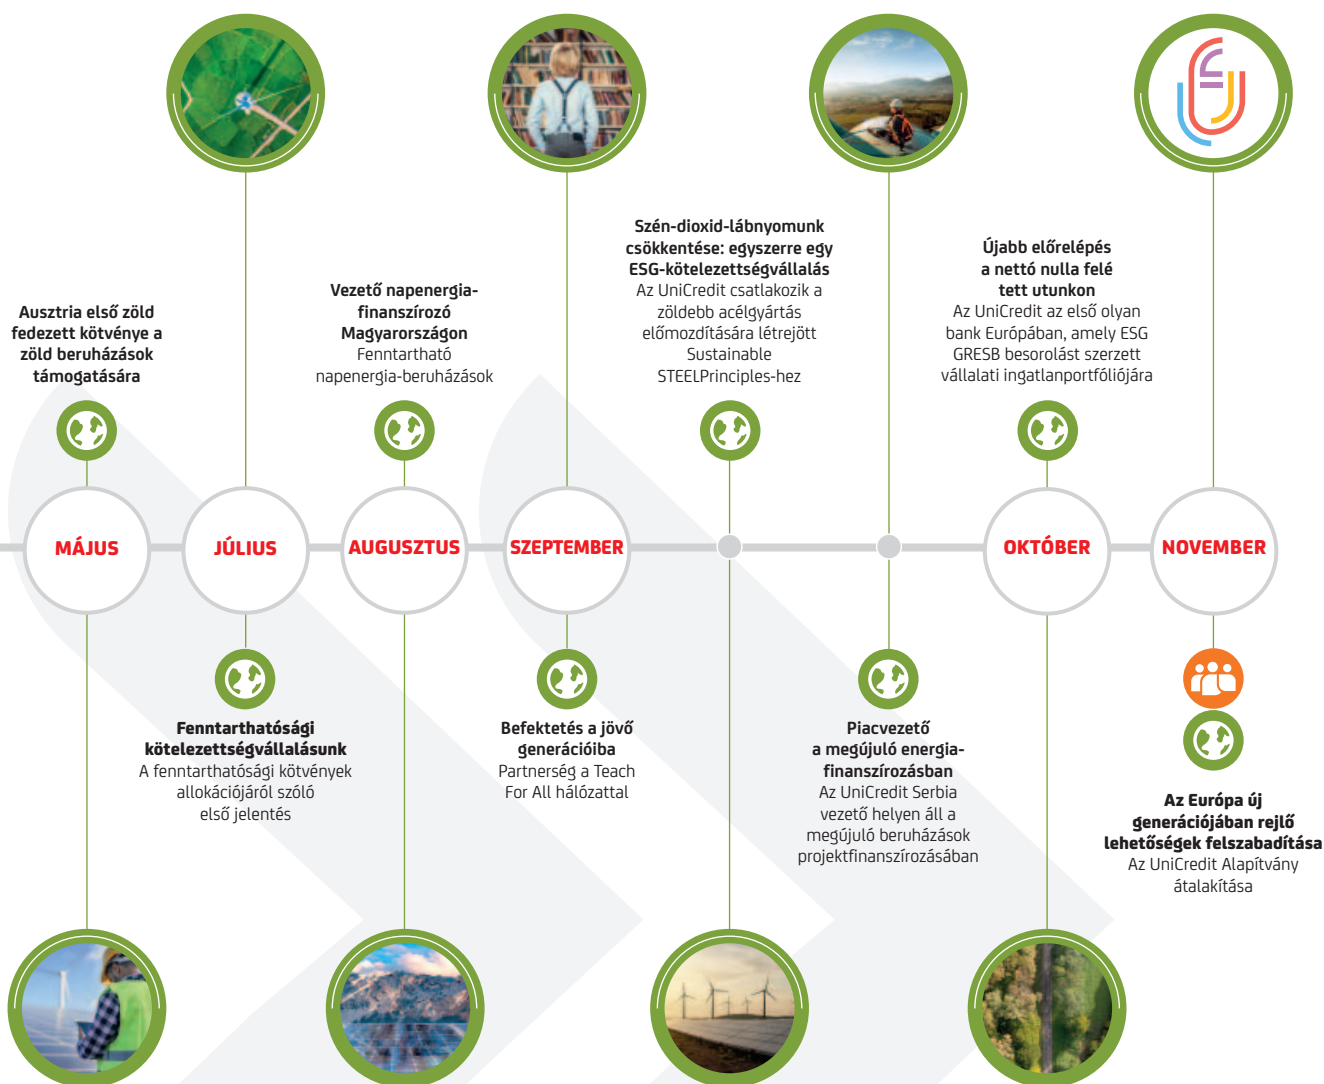 Ausztria első zöld
fedezett kötvénye a
zöld beruházások
támogatására
MÁJUS
JÚLIUS
Fenntarthatósági
kötelezettségvállalásunk
A fenntarthatósági kötvények
allokációjáról szóló
első jelentés
Vezető napenergia-
finanszírozó
Magyarországon
Fenntartható
napenergia-beruházások
AUGUSZTUS
SZEPTEMBER
Befektetés a jövő
generációiba
Partnerség a Teach
For All hálózattal
Szén-dioxid-lábnyomunk
csökkentése: egyszerre egy
ESG-kötelezettségvállalás
Az UniCredit csatlakozik a
zöldebb acélgyártás
előmozdítására létrejött
Sustainable
STEELPrinciples-hez
Piacvezető
a megújuló energia-
finanszírozásban
Az UniCredit Serbia
vezető helyen áll a
megújuló beruházások
projektfinanszírozásában
Újabb előrelépés
a nettó nulla felé
tett utunkon
Az UniCredit az első olyan
bank Európában, amely ESG
GRESB besorolást szerzett
vállalati ingatlanportfóliójára
OKTÓBER
NOVEMBER
Az Európa új
generációjában rejlő
lehetőségek felszabadítása
Az UniCredit Alapítvány
átalakítása